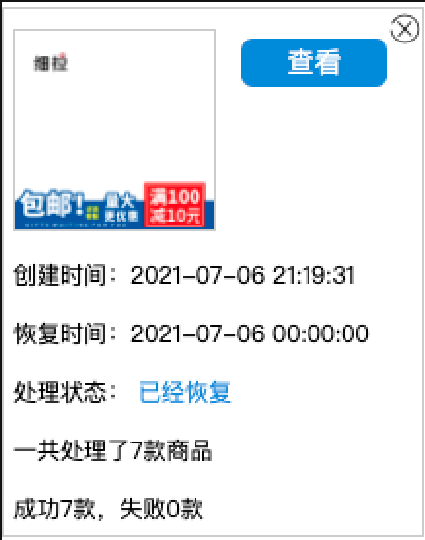 查看
包邮！
量大
更优惠
满100
减10元
创建时间：2021-07-06 21:19:31
恢复时间：2021-07-06 00:00:00
处理状态： 已经恢复
一共处理了7款商品
成功7款，失败0款